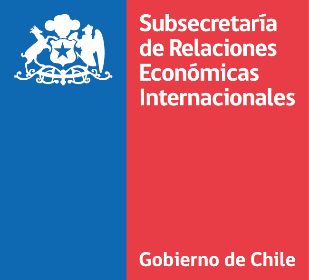 Subsecretaría
de Relaciones
Económicas
Internacionales
Gobierno de Chile